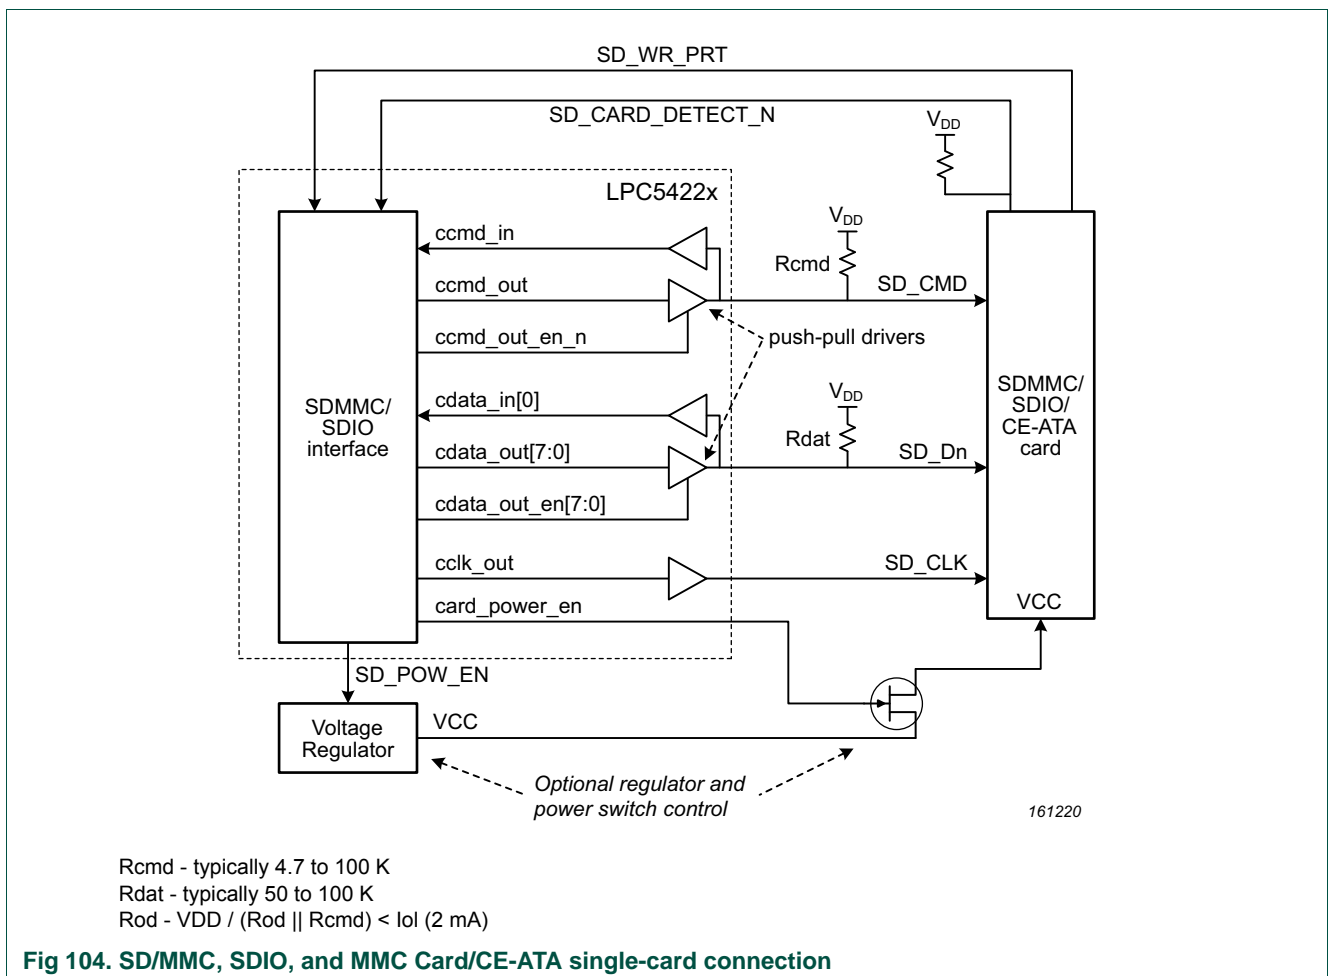 SD_WR_PRT
SD_CARD_DETECT_N
VDD
LPC5422x
ccmd_in
VDD
Rcmd
ccmd_out
SD_CMD
ccmd_out_en_n
push-pull drivers
SDMMC/
SDIO
interface
SDMMC/
SDIO/
CE-ATA
card
cdata_in[0]
VDD
Rdat
cdata_out[7:0]
SD_Dn
cdata_out_en[7:0]
cclk_out
SD_CLK
card_power_en
VCC
SD_POW_EN
Voltage
Regulator
VCC
Optional regulator and
power switch control
161220
Rcmd - typically 4.7 to 100 K
Rdat - typically 50 to 100 K
Rod - VDD / (Rod || Rcmd) < Iol (2 mA)
Fig 104. SD/MMC, SDIO, and MMC Card/CE-ATA single-card connection